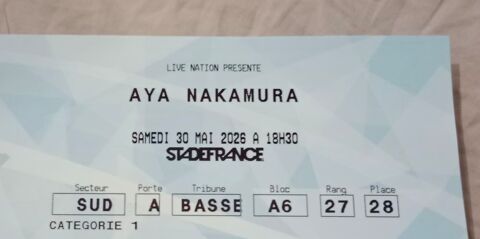 LIVE NATION PRESENTE
AYA NAKAMURA
SAMEDI 30 MAI 2026 A 18H30
STADEFRANCE
Secteur Porte Tribune Bloc Rang Place
SUD A BASSE A6 27 28
CATEGORIE 1